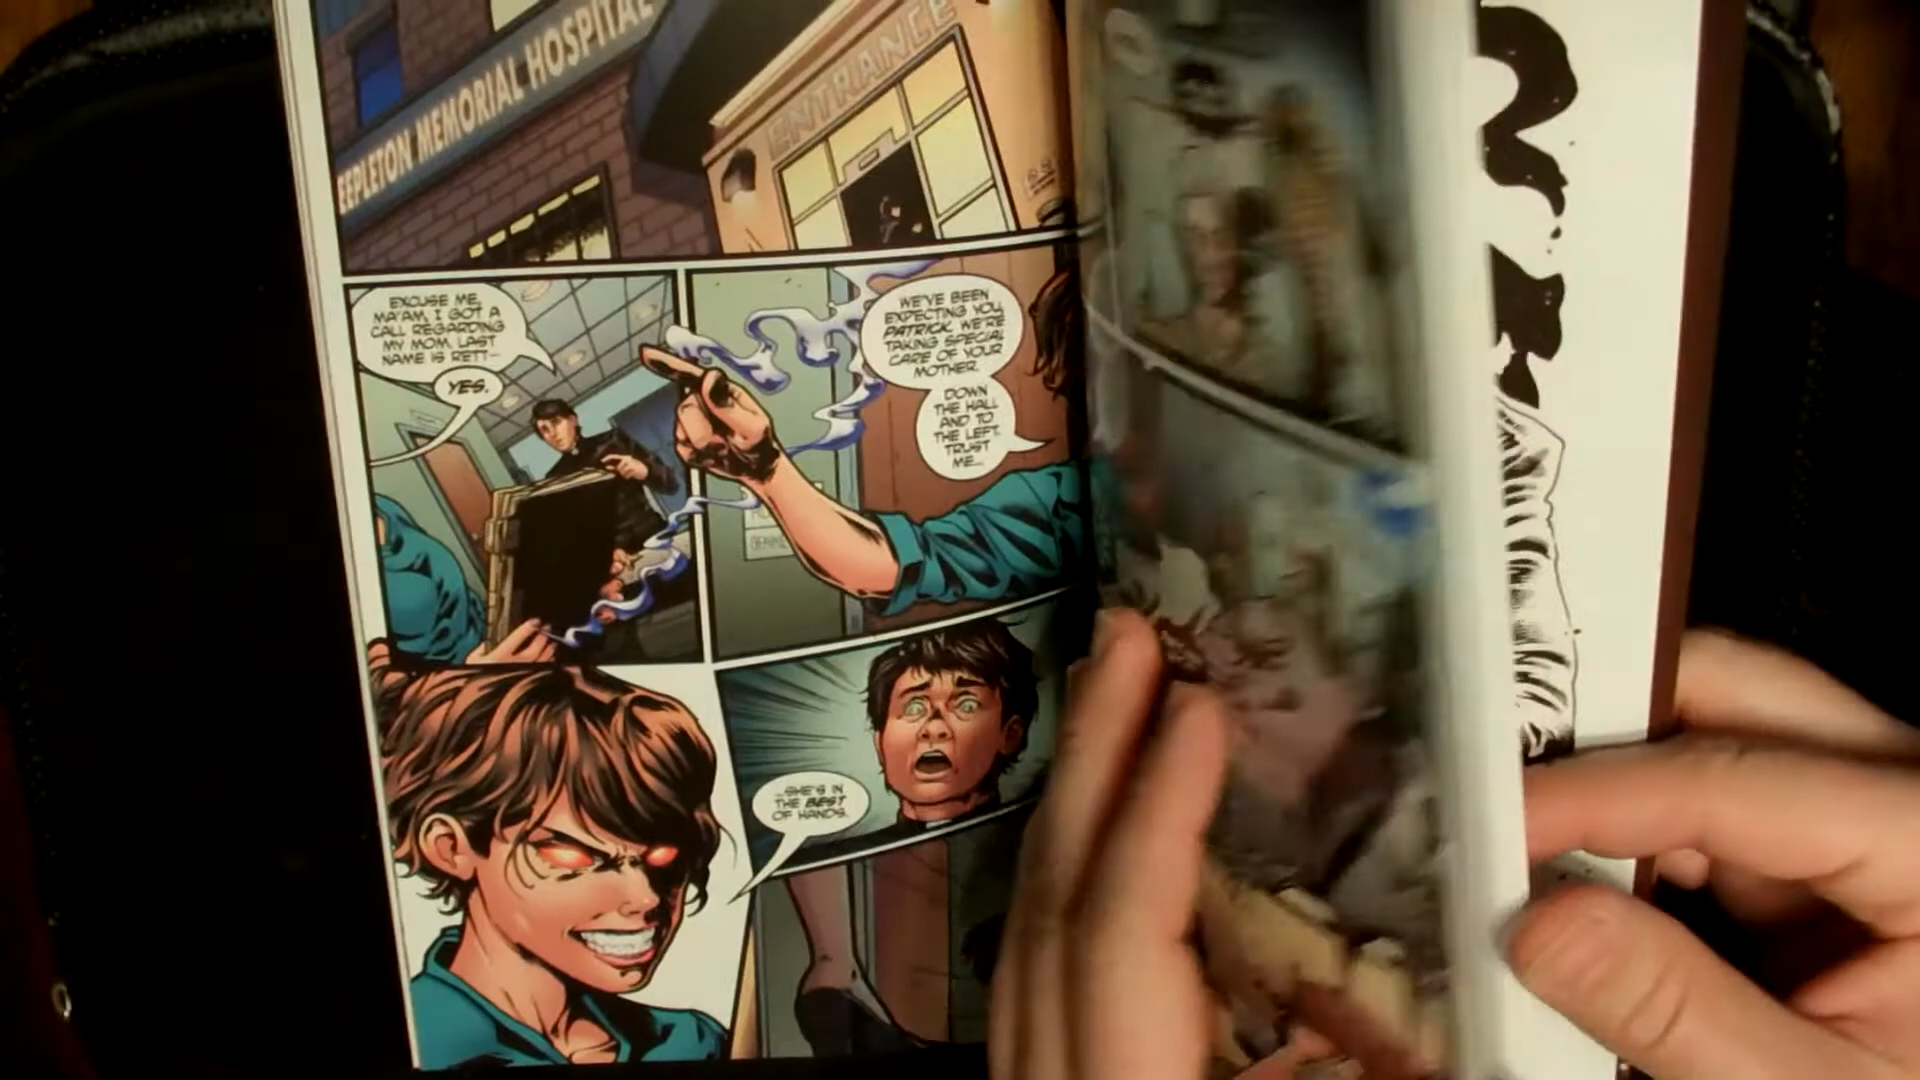 EEPLETON MEMORIAL HOSPITAL
ENTRANCE
EXCUSE ME,
MA'AM, I GOT A
CALL REGARDING
MY MOM. LAST
NAME IS RETT—
YES.
WE'VE BEEN
EXPECTING YOU,
PATRICK. WE'RE
TAKING SPECIAL
CARE OF YOUR
MOTHER.
DOWN
THE HALL
AND TO
THE LEFT.
TRUST
ME...
...SHE'S IN
THE BEST
OF HANDS.